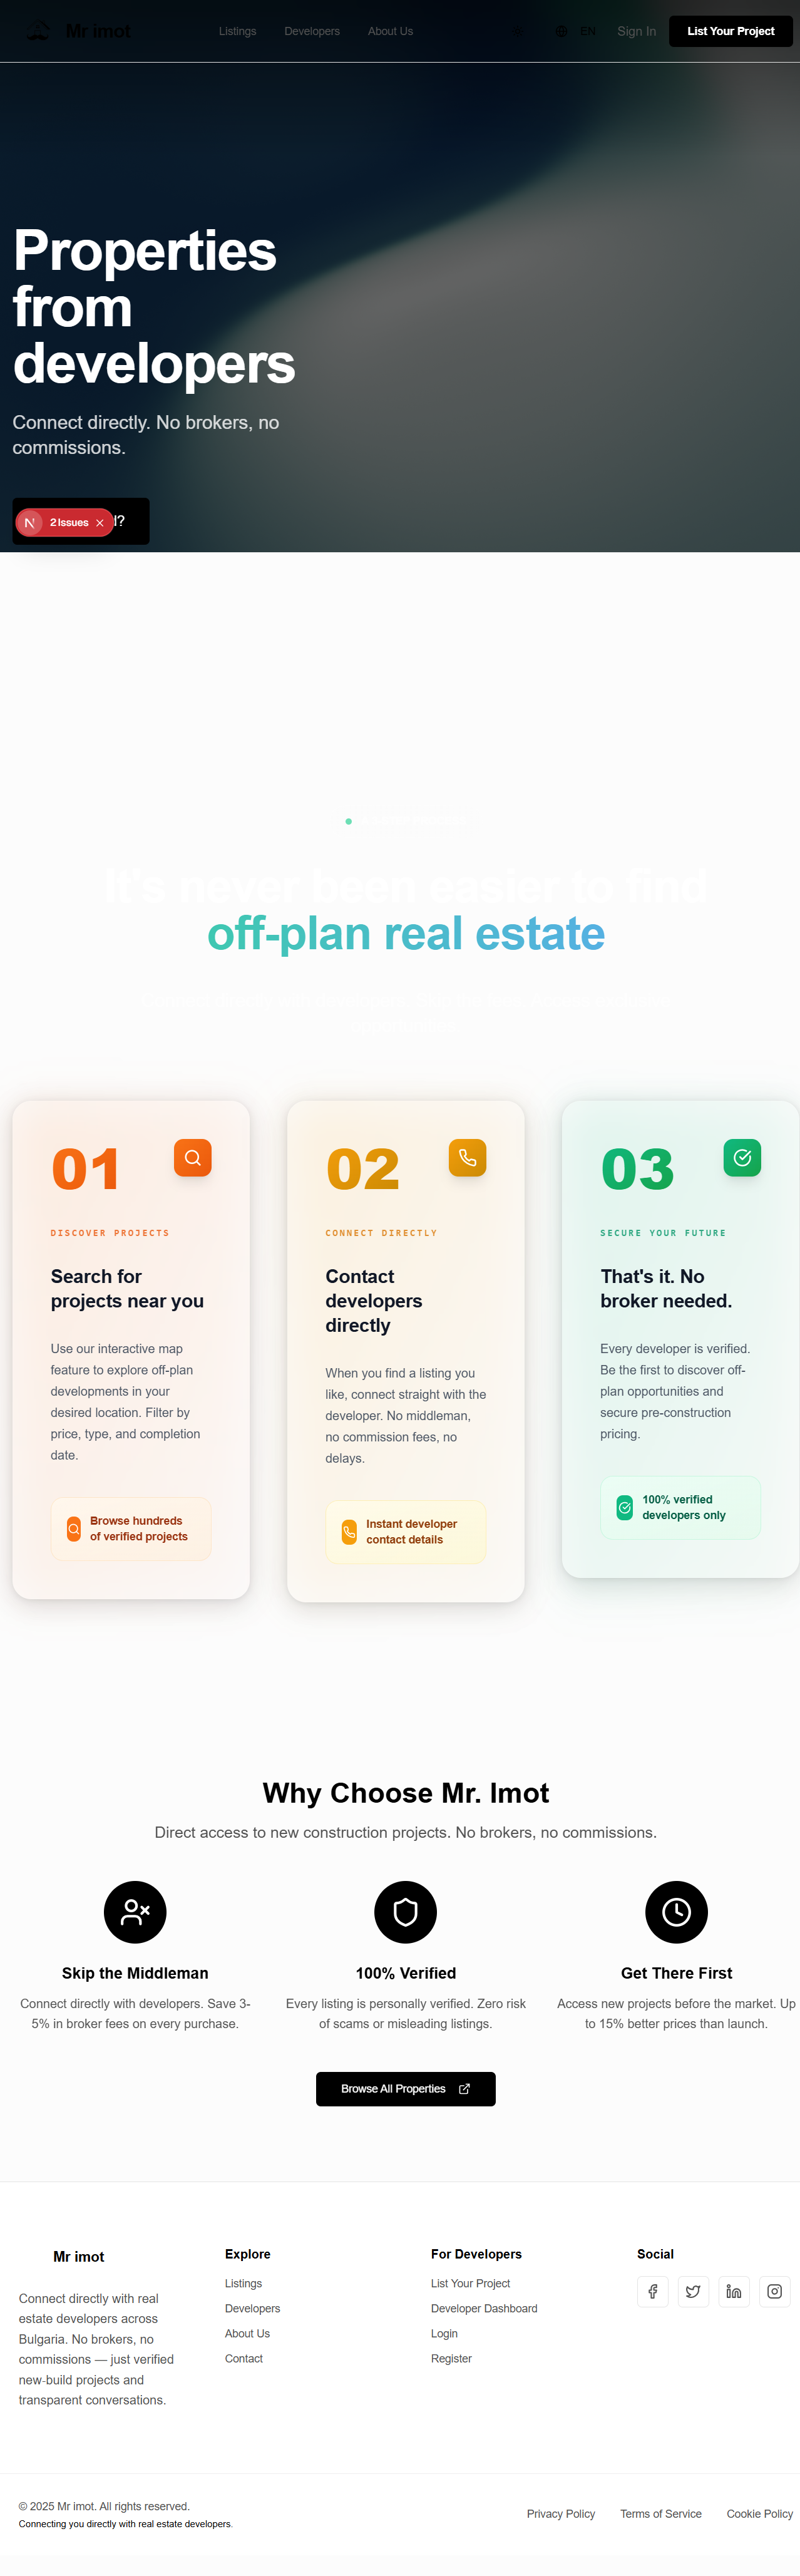 Mr imot
Listings
Developers
About Us
EN
Sign In
List Your Project
Properties
from
developers
Connect directly. No brokers, no
commissions.
2 Issues
d?
It's never been easier to find
off-plan real estate
01
DISCOVER PROJECTS
Search for
projects near you
Use our interactive map
feature to explore off-plan
developments in your
desired location. Filter by
price, type, and completion
date.
Browse hundreds
of verified projects
02
CONNECT DIRECTLY
Contact
developers
directly
When you find a listing you
like, connect straight with the
developer. No middleman,
no commission fees, no
delays.
Instant developer
contact details
03
SECURE YOUR FUTURE
That's it. No
broker needed.
Every developer is verified.
Be the first to discover off-
plan opportunities and
secure pre-construction
pricing.
100% verified
developers only
Why Choose Mr. Imot
Direct access to new construction projects. No brokers, no commissions.
Skip the Middleman
Connect directly with developers. Save 3-
5% in broker fees on every purchase.
100% Verified
Every listing is personally verified. Zero risk
of scams or misleading listings.
Get There First
Access new projects before the market. Up
to 15% better prices than launch.
Browse All Properties
Mr imot
Connect directly with real
estate developers across
Bulgaria. No brokers, no
commissions — just verified
new-build projects and
transparent conversations.
Explore
Listings
Developers
About Us
Contact
For Developers
List Your Project
Developer Dashboard
Login
Register
Social
© 2025 Mr imot. All rights reserved.
Connecting you directly with real estate developers.
Privacy Policy
Terms of Service
Cookie Policy